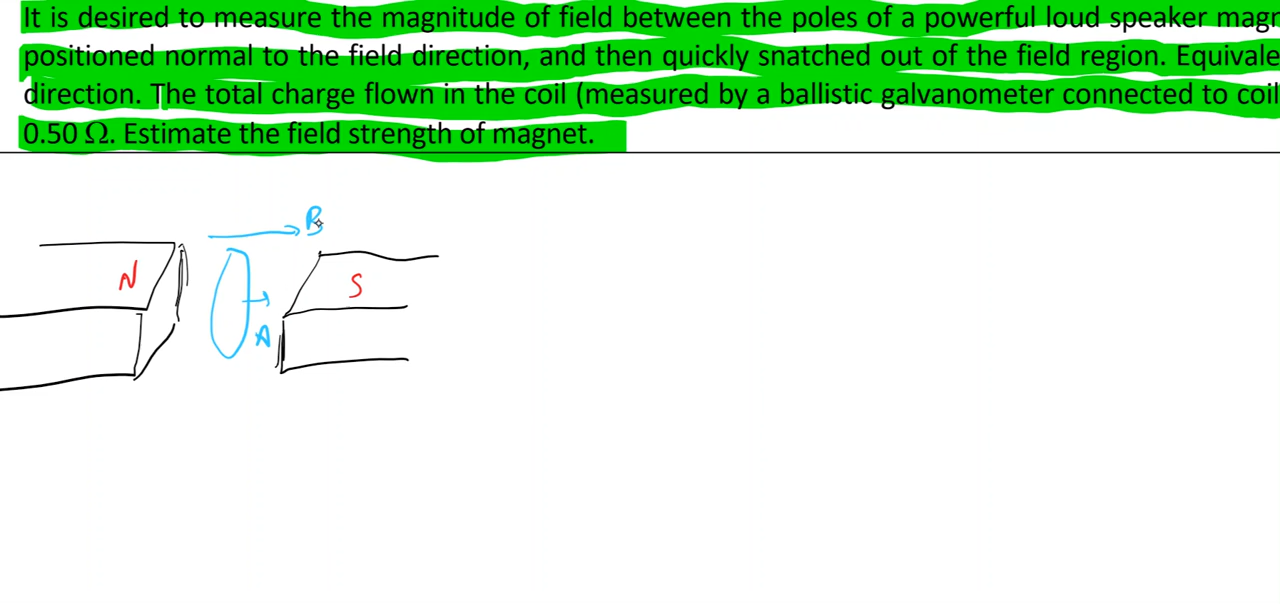 It is desired to measure the magnitude of field between the poles of a powerful loud speaker
positioned normal to the field direction, and then quickly snatched out of the field region.
direction. The total charge flown in the coil (measured by a ballistic galvanometer connected to coil
0.50 Ω. Estimate the field strength of magnet.
B
N
S
A